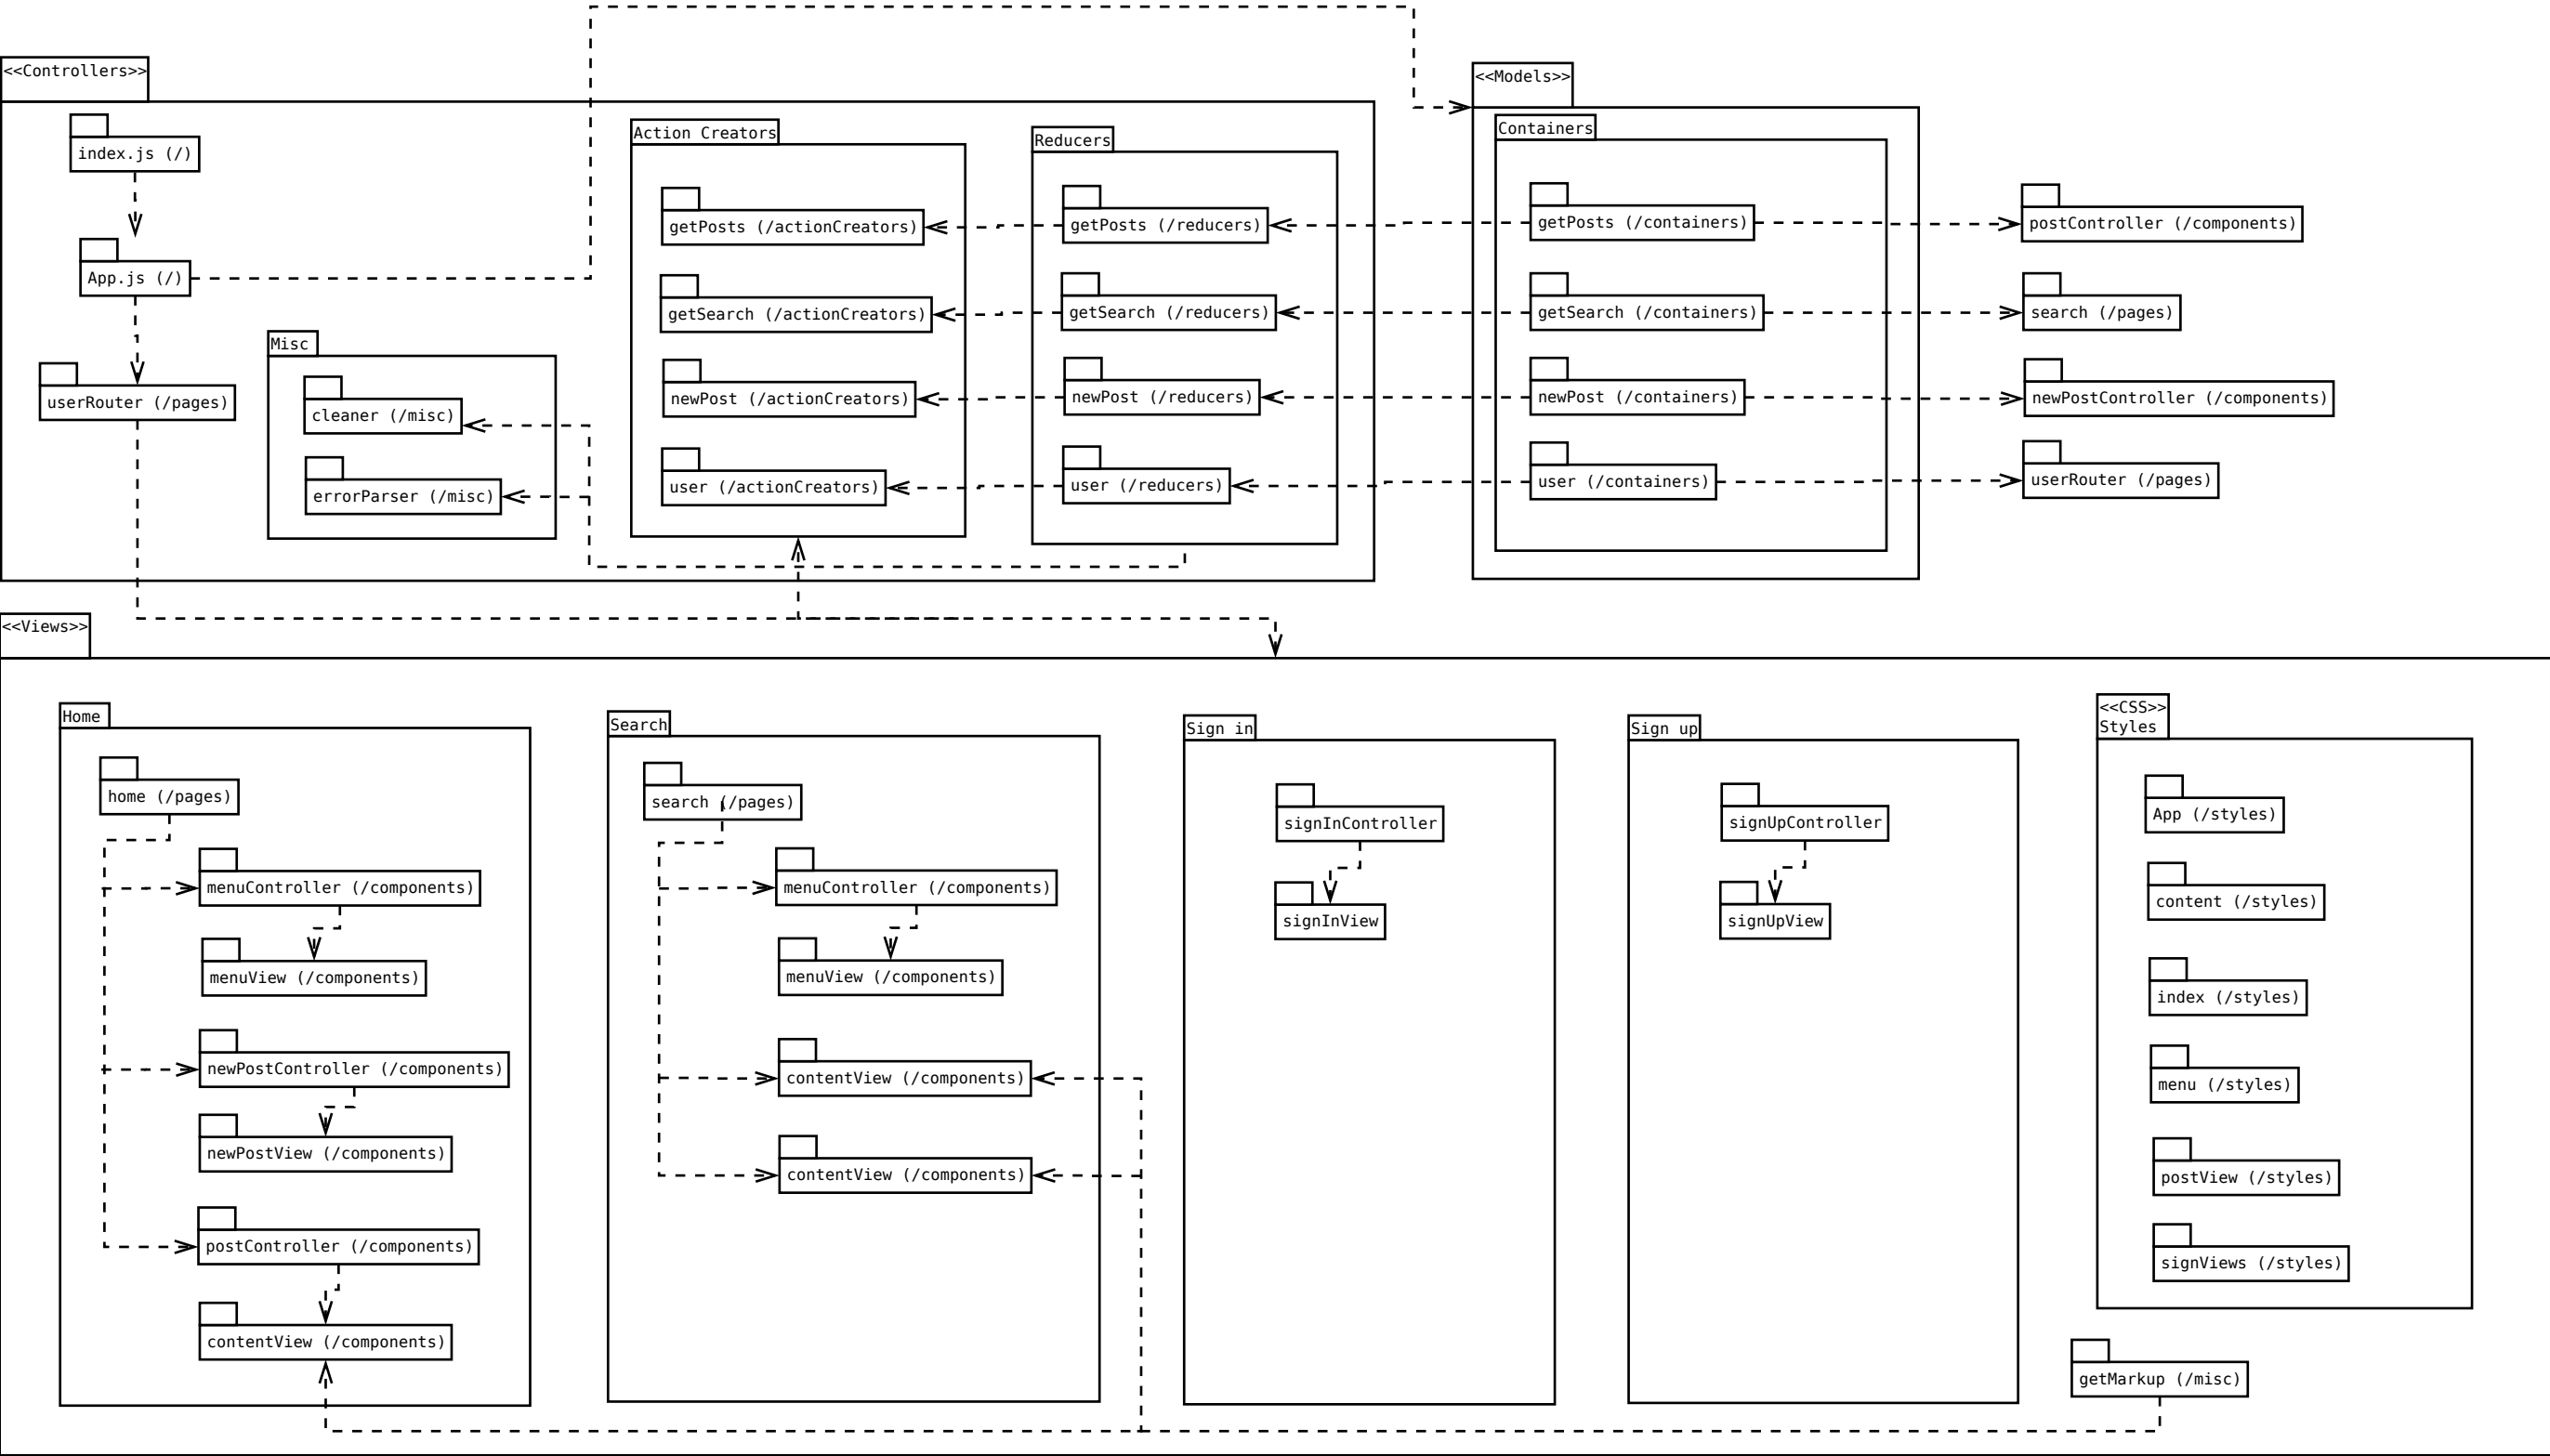 <<Controllers>>
index.js (/)
App.js (/)
userRouter (/pages)
Misc
cleaner (/misc)
errorParser (/misc)
Action Creators
getPosts (/actionCreators)
getSearch (/actionCreators)
newPost (/actionCreators)
user (/actionCreators)
Reducers
getPosts (/reducers)
getSearch (/reducers)
newPost (/reducers)
user (/reducers)
<<Models>>
Containers
getPosts (/containers)
getSearch (/containers)
newPost (/containers)
user (/containers)
postController (/components)
search (/pages)
newPostController (/components)
userRouter (/pages)
<<Views>>
Home
home (/pages)
menuController (/components)
menuView (/components)
newPostController (/components)
newPostView (/components)
postController (/components)
contentView (/components)
Search
search (/pages)
menuController (/components)
menuView (/components)
contentView (/components)
contentView (/components)
Sign in
signInController
signInView
Sign up
signUpController
signUpView
<<CSS>>
Styles
App (/styles)
content (/styles)
index (/styles)
menu (/styles)
postView (/styles)
signViews (/styles)
getMarkup (/misc)